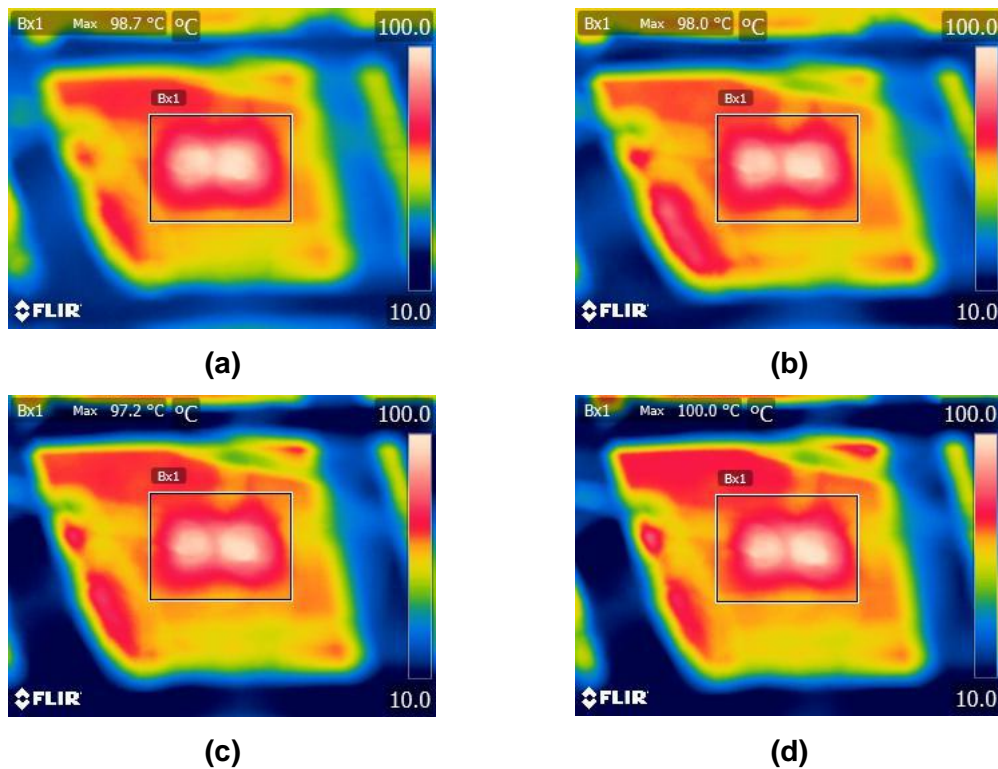 Bx1 Max 98.7 °C °C 100.0
Bx1
FLIR 10.0
(a)
Bx1 Max 98.0 °C °C 100.0
Bx1
FLIR 10.0
(b)
Bx1 Max 97.2 °C °C 100.0
Bx1
FLIR 10.0
(c)
Bx1 Max 100.0 °C °C 100.0
Bx1
FLIR 10.0
(d)